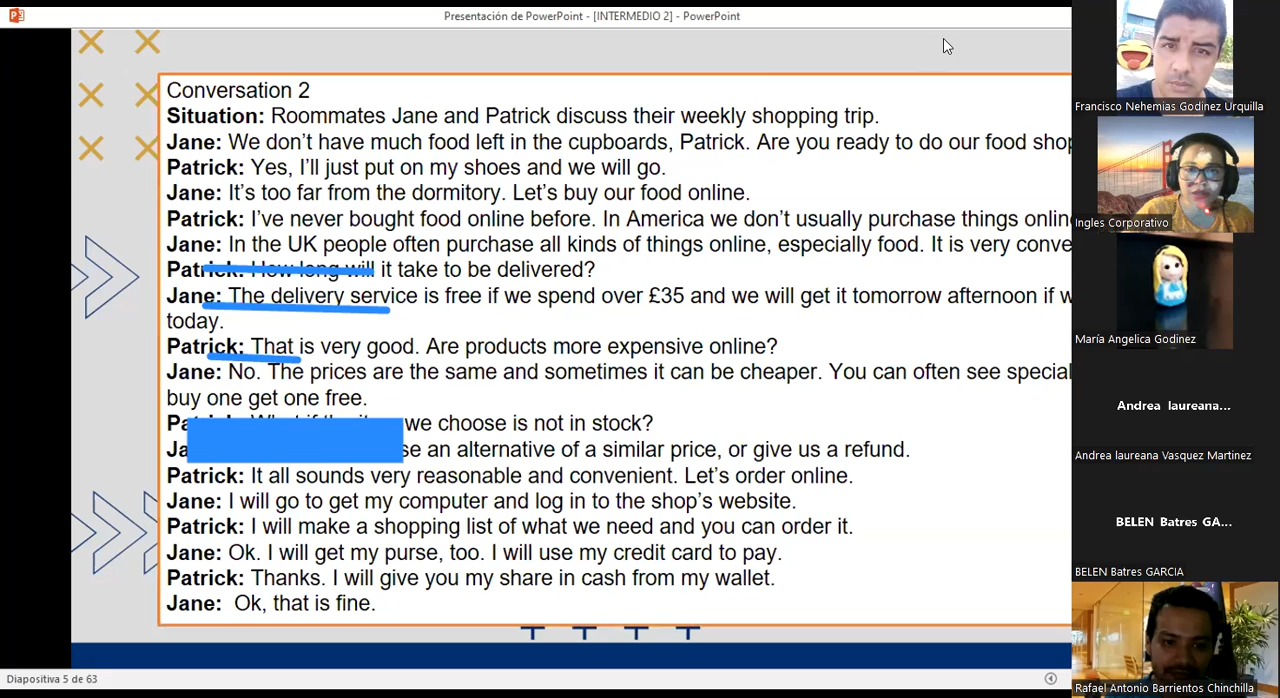 Presentación de PowerPoint - [INTERMEDIO 2] - PowerPoint
Conversation 2
Situation: Roommates Jane and Patrick discuss their weekly shopping trip.
Jane: We don't have much food left in the cupboards, Patrick. Are you ready to do our food shop
Patrick: Yes, I'll just put on my shoes and we will go.
Jane: It's too far from the dormitory. Let's buy our food online.
Patrick: I've never bought food online before. In America we don't usually purchase things onlin
Jane: In the UK people often purchase all kinds of things online, especially food. It is very conve
Patrick: How long will it take to be delivered?
Jane: The delivery service is free if we spend over £35 and we will get it tomorrow afternoon if w
today.
Patrick: That is very good. Are products more expensive online?
Jane: No. The prices are the same and sometimes it can be cheaper. You can often see special
buy one get one free.
we choose is not in stock?
an alternative of a similar price, or give us a refund.
Patrick: It all sounds very reasonable and convenient. Let's order online.
Jane: I will go to get my computer and log in to the shop's website.
Patrick: I will make a shopping list of what we need and you can order it.
Jane: Ok. I will get my purse, too. I will use my credit card to pay.
Patrick: Thanks. I will give you my share in cash from my wallet.
Jane: Ok, that is fine.
Diapositiva 5 de 63
Francisco Nehemias Godinez Urquilla
Ingles Corporativo
María Angelica Godinez
Andrea laureana...
Andrea laureana Vasquez Martinez
BELEN Batres GA...
BELEN Batres GARCIA
Rafael Antonio Barrientos Chinchilla